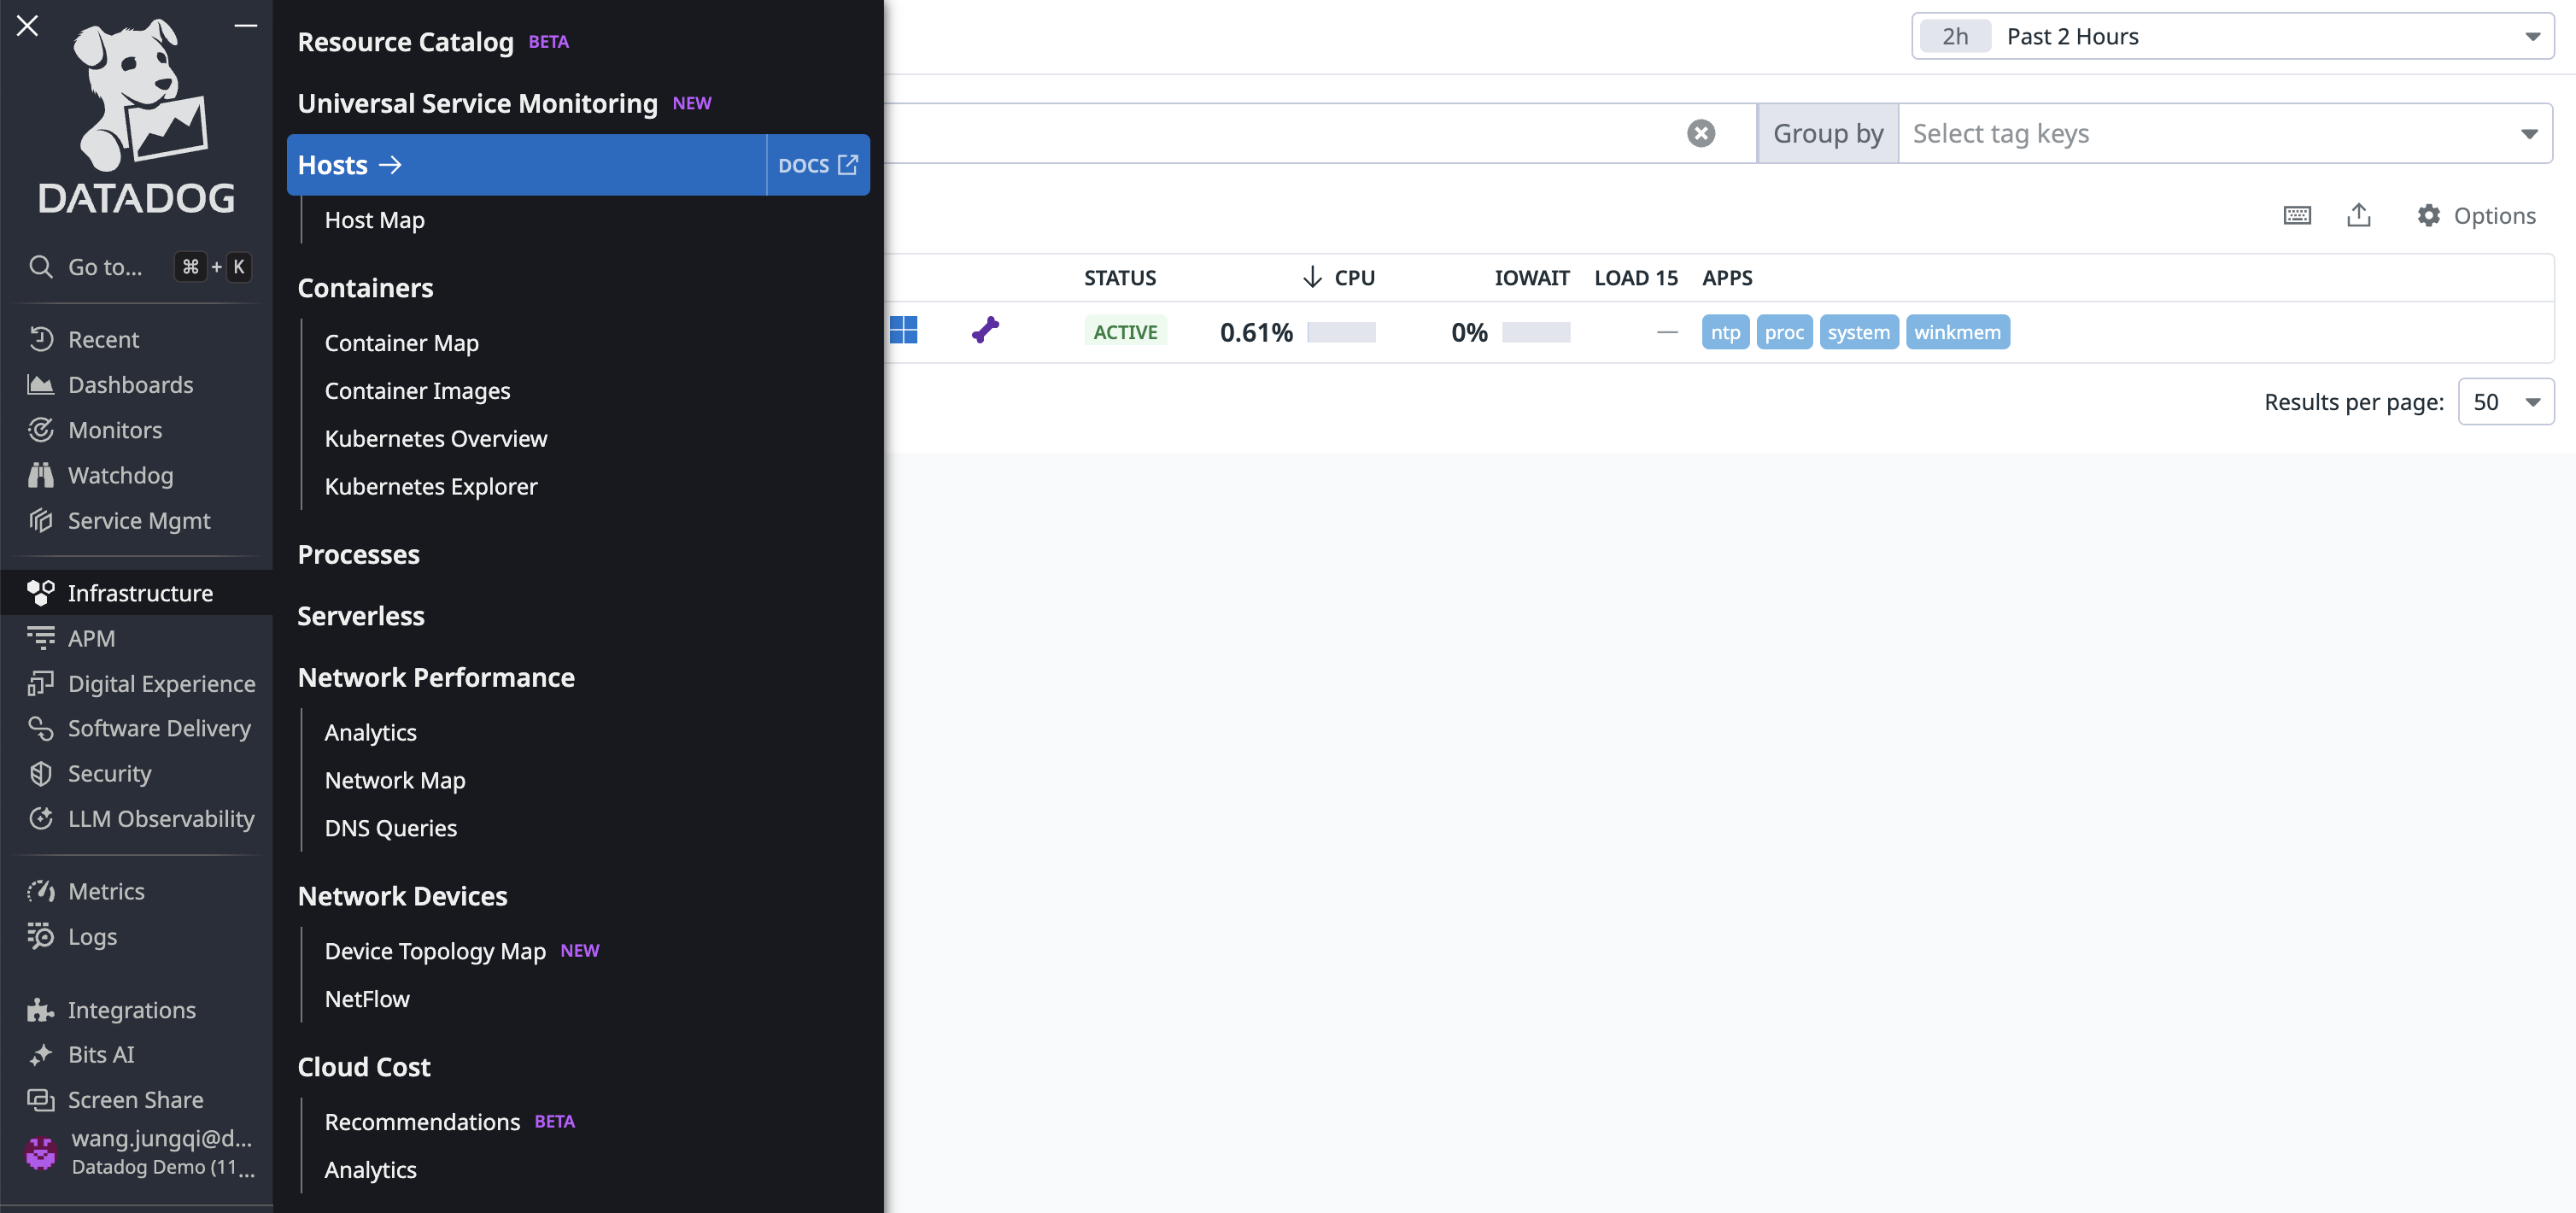 DATADOG
Go to... ⌘ + K
Recent
Dashboards
Monitors
Watchdog
Service Mgmt
Infrastructure
APM
Digital Experience
Software Delivery
Security
LLM Observability
Metrics
Logs
Integrations
Bits AI
Screen Share
wang.jungqi@d...
Datadog Demo (11...
Resource Catalog BETA
Universal Service Monitoring NEW
Hosts → DOCS
Host Map
Containers
Container Map
Container Images
Kubernetes Overview
Kubernetes Explorer
Processes
Serverless
Network Performance
Analytics
Network Map
DNS Queries
Network Devices
Device Topology Map NEW
NetFlow
Cloud Cost
Recommendations BETA
Analytics
2h Past 2 Hours
Group by Select tag keys
Options
STATUS ↓ CPU IOWAIT LOAD 15 APPS
ACTIVE 0.61% 0% — ntp proc system winkmem
Results per page: 50